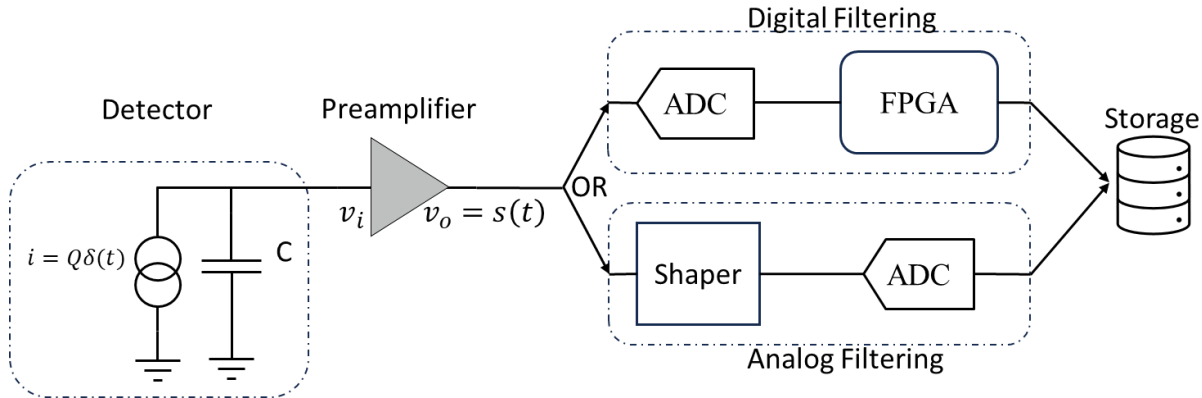 Digital Filtering
ADC
FPGA
Detector
Preamplifier
Storage
OR
i = Qδ(t)
C
v_i
v_o = s(t)
Shaper
ADC
Analog Filtering